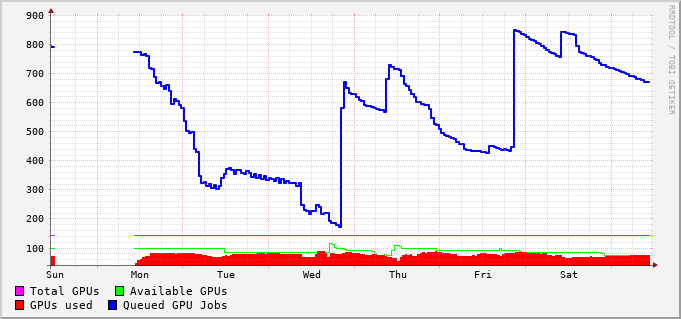 900
800
700
600
500
400
300
200
100
Sun Mon Tue Wed Thu Fri Sat
Total GPUs Available GPUs
GPUs used Queued GPU Jobs
RRDTOOL / TOBI OETIKER